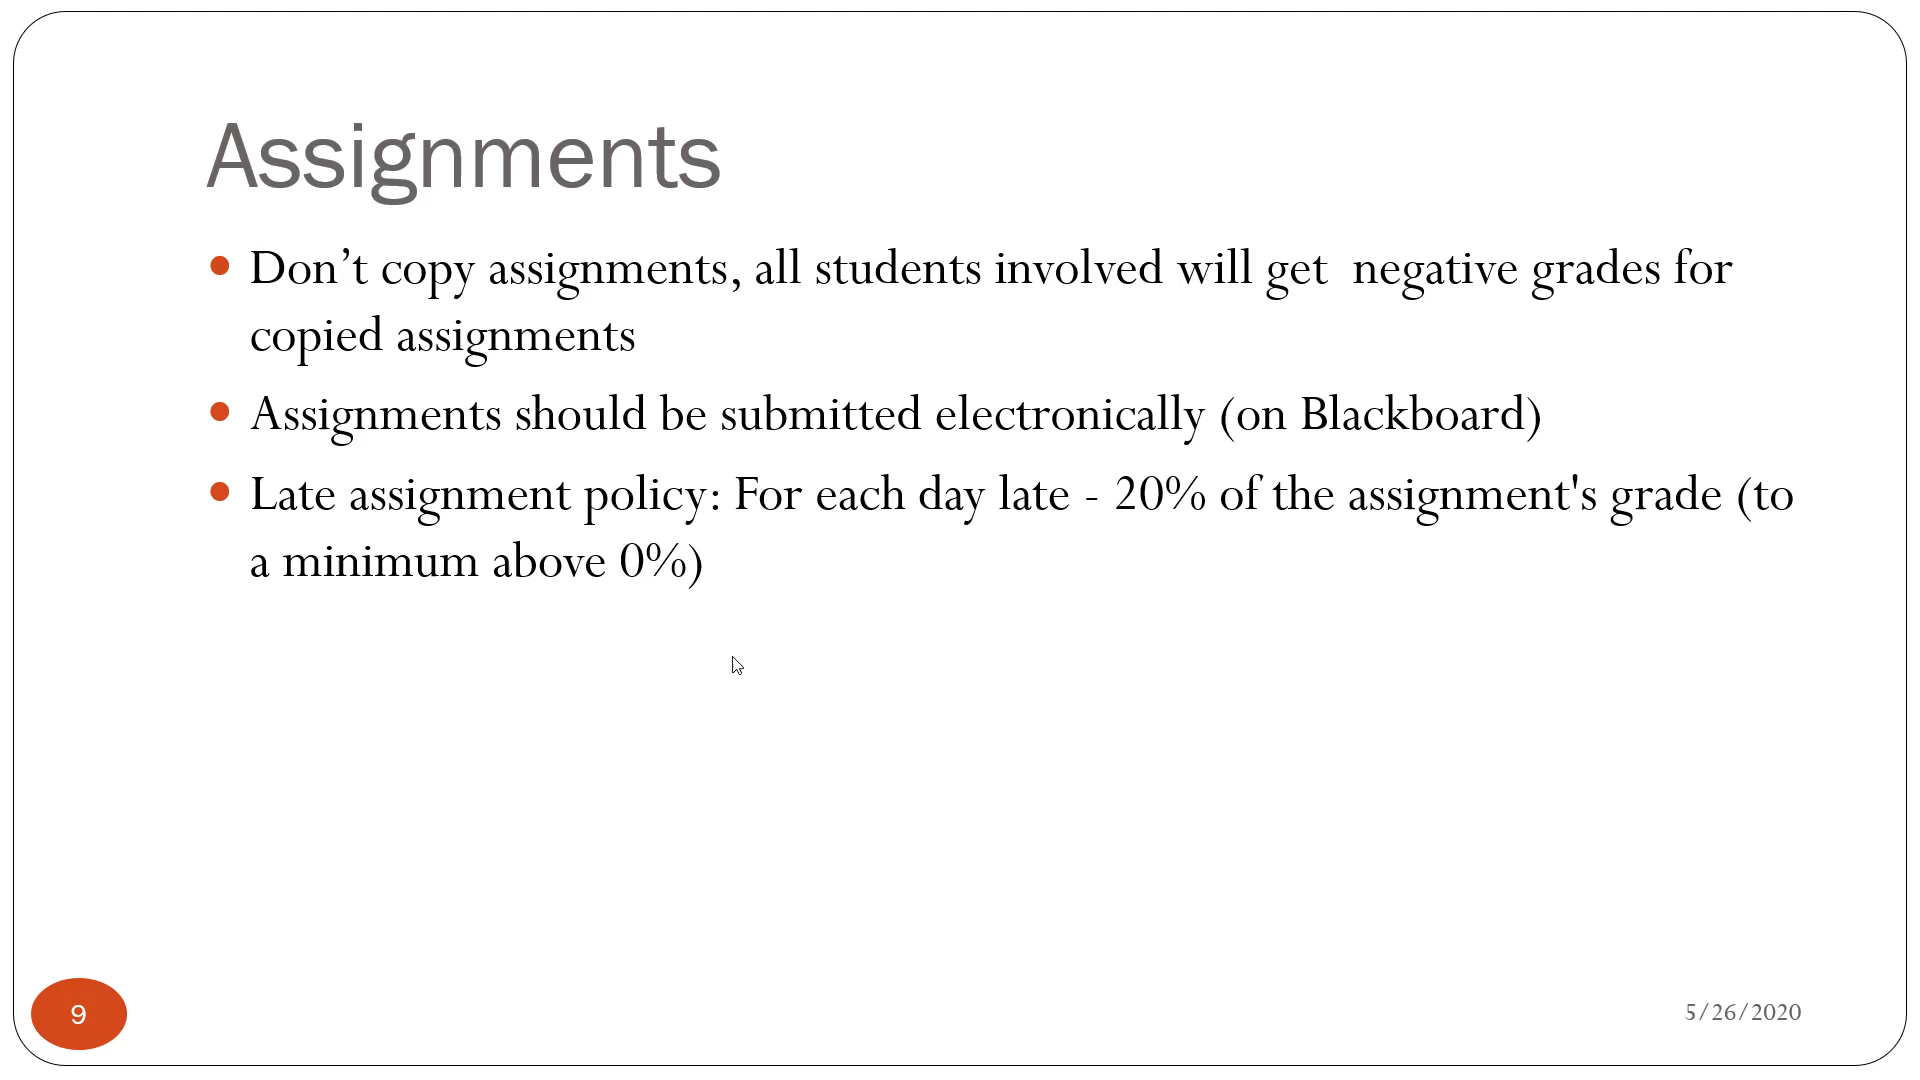 Assignments
• Don’t copy assignments, all students involved will get  negative grades for
copied assignments
• Assignments should be submitted electronically (on Blackboard)
• Late assignment policy: For each day late - 20% of the assignment's grade (to
a minimum above 0%)
9
5/26/2020